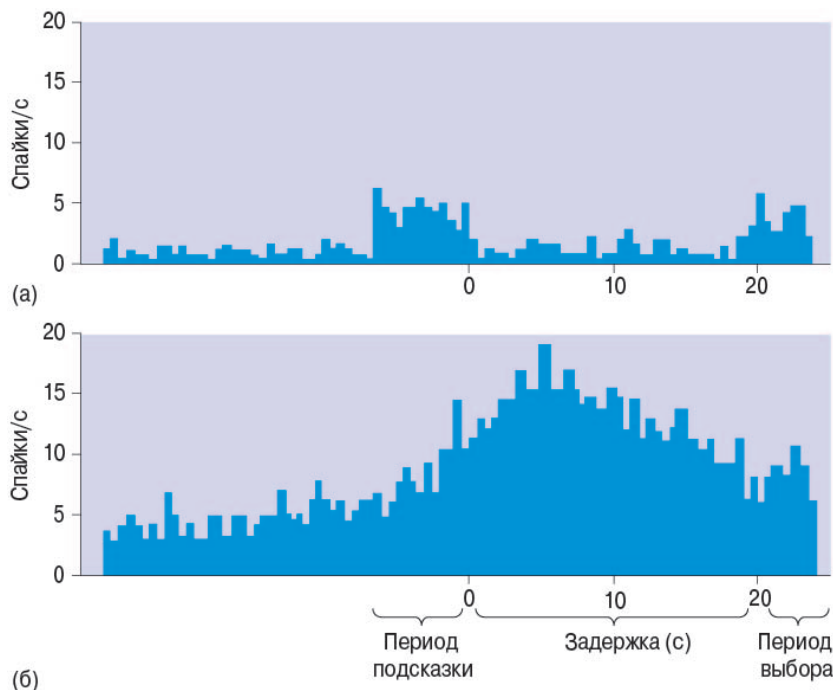 20
15
10
5
0
Спайки/с
0
10
20
(а)
20
15
10
5
0
Спайки/с
0
10
20
Период
подсказки
Задержка (с)
Период
выбора
(б)